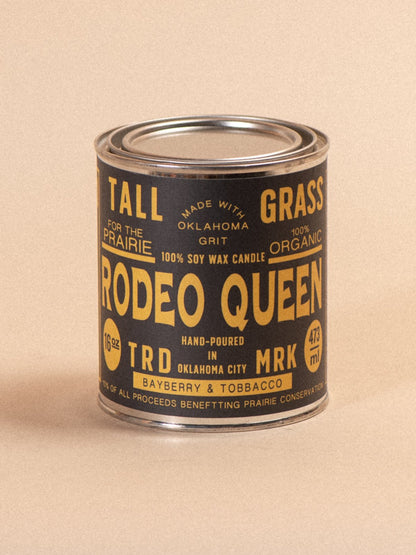 TALL
MADE WITH
OKLAHOMA
GRIT
GRASS
FOR THE
PRAIRIE
100%
ORGANIC
100% SOY WAX CANDLE
RODEO QUEEN
16 oz
TRD
HAND-POURED
IN
OKLAHOMA CITY
MRK
473
ml
BAYBERRY & TOBBACCO
OF ALL PROCEEDS BENEFTTING PRAIRIE CONSERVATION